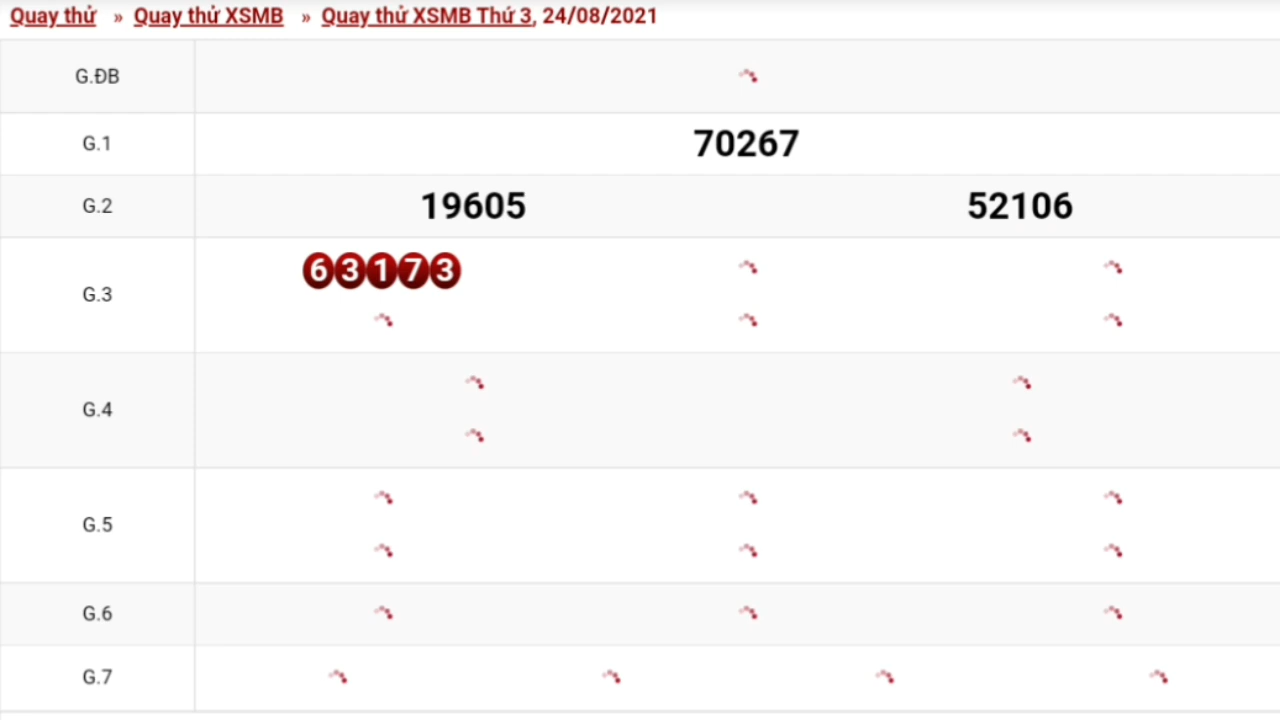 Quay thử » Quay thử XSMB » Quay thử XSMB Thứ 3, 24/08/2021
G.ĐB
G.1 70267
G.2 19605 52106
G.3 63173
G.4
G.5
G.6
G.7